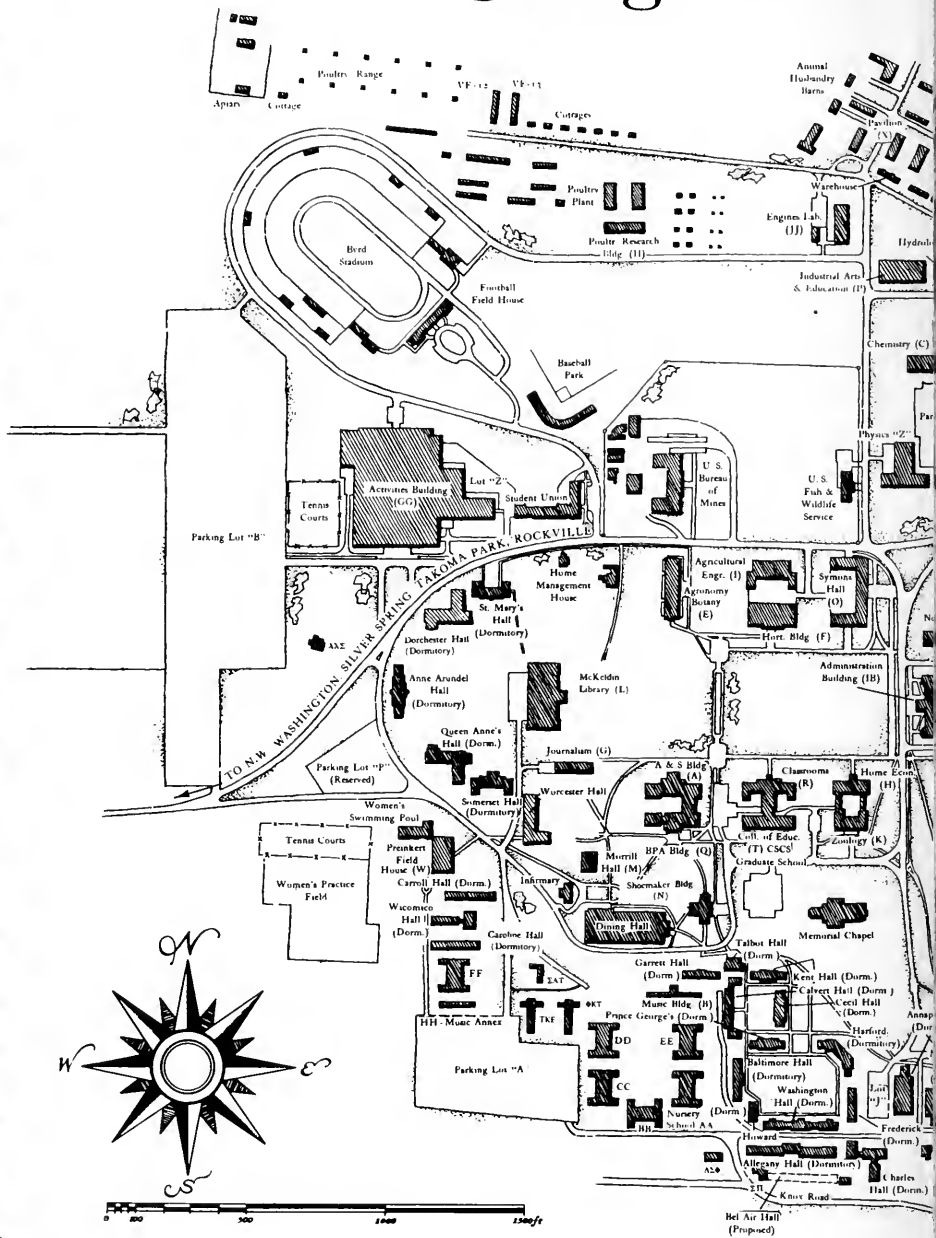 Apiary
Cottage
Poultry Range
VF-12
VF-13
Cottages
Animal
Husbandry
Barns
Pavilion
(X)
Warehouse
Poultry
Plant
Poultr Research
Bldg (II)
Engines Lab.
(JJ)
Industrial Arts
& Education (P)
Byrd
Stadium
Football
Field House
Chemistry (C)
Baseball
Park
Physics "Z"
Activities Building
(GG)
Lot "Z"
Student Union
U. S.
Bureau
of
Mines
U. S.
Fish &
Wildlife
Service
Tennis
Courts
Parking Lot "B"
TO N.W. WASHINGTON SILVER SPRING TAKOMA PARK, ROCKVILLE
Home
Management
House
Agricultural
Engr. (I)
Agronomy
Botany
(E)
Symons
Hall
(O)
Hort. Bldg (F)
St. Mary's
Hall
(Dormitory)
Dorchester Hall
(Dormitory)
ΑΧΣ
Anne Arundel
Hall
(Dormitory)
McKeldin
Library (L)
Administration
Building (IB)
Queen Anne's
Hall (Dorm.)
Journalism (G)
Parking Lot "P"
(Reserved)
Somerset Hall
(Dormitory)
Worcester Hall
A & S Bldg
(A)
Classrooms
(R)
Home Econ.
(H)
Women's
Swimming Pool
Tennis Courts
Preinkert
Field
House (W)
Coll. of Educ.
(T) CSCS
Graduate School
Zoology (K)
BPA Bldg (Q)
Morrill
Hall (M)
Women's Practice
Field
Carroll Hall (Dorm.)
Infirmary
Shoemaker Bldg
(N)
Wicomico
Hall
(Dorm.)
Caroline Hall
(Dormitory)
Dining Hall
Memorial Chapel
Talbot Hall
(Dorm)
Garrett Hall
(Dorm)
Kent Hall (Dorm.)
Calvert Hall (Dorm)
Cecil Hall
(Dorm.)
FF
ΣΑΤ
Music Bldg (B)
Prince George's (Dorm)
TKE
ΦΚΤ
HH - Music Annex
DD
EE
Harford
(Dormitory)
Parking Lot "A"
Baltimore Hall
(Dormitory)
CC
Washington
Hall (Dorm.)
Lot
"J"
Nursery
School AA
(Dorm)
BB
Howard
Frederick
(Dorm.)
Allegany Hall (Dormitory)
ΛΣΦ
ΣΠ
Knox Road
Charles
Hall (Dorm.)
Bel Air Hall
(Proposed)
N
W
E
S
0 100 500 1000 1500ft